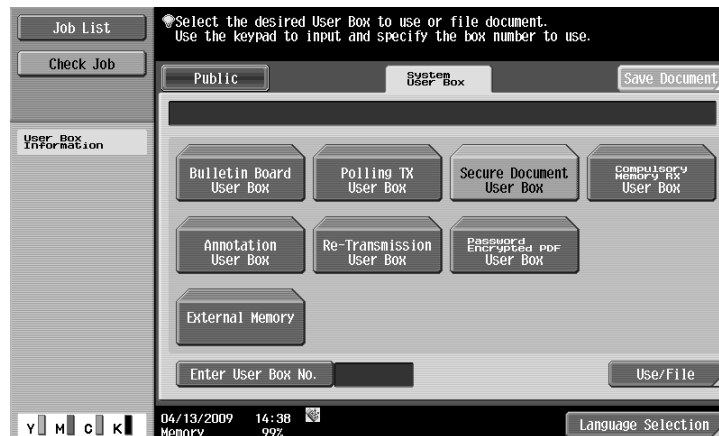 Job List
Select the desired User Box to use or file document.
Use the keypad to input and specify the box number to use.
Check Job
Public
System
User Box
Save Document
User Box
Information
Bulletin Board
User Box
Polling TX
User Box
Secure Document
User Box
Compulsory
Memory RX
User Box
Annotation
User Box
Re-Transmission
User Box
Password
Encrypted PDF
User Box
External Memory
Enter User Box No.
Use/File
Y M C K
04/13/2009 14:38
Memory 99%
Language Selection